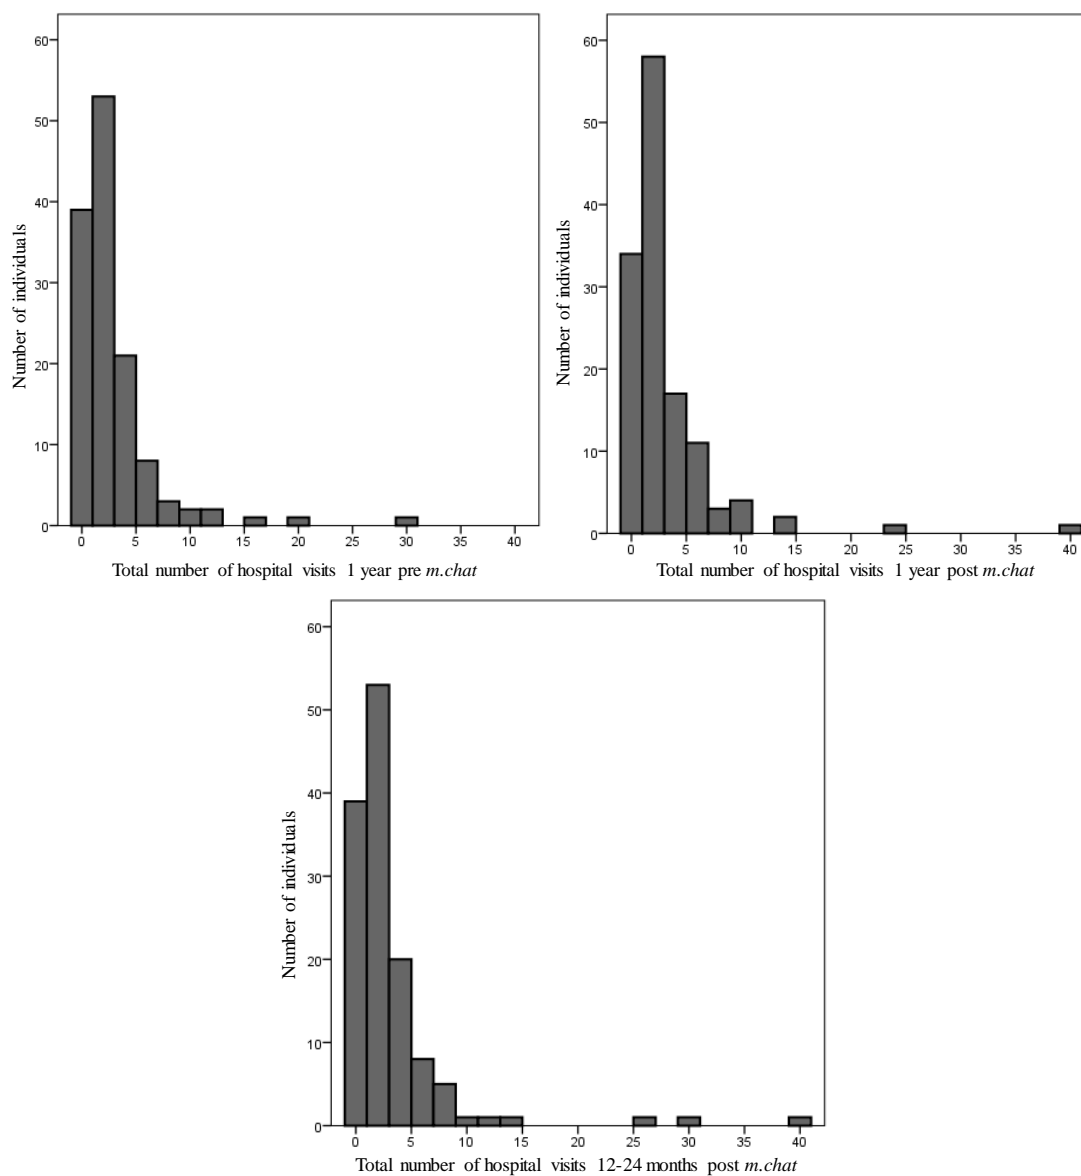 60
50
40
30
20
10
0
Number of individuals
0 5 10 15 20 25 30 35 40
Total number of hospital visits 1 year pre m.chat
60
50
40
30
20
10
0
Number of individuals
0 5 10 15 20 25 30 35 40
Total number of hospital visits 1 year post m.chat
60
50
40
30
20
10
0
Number of individuals
0 5 10 15 20 25 30 35 40
Total number of hospital visits 12-24 months post m.chat